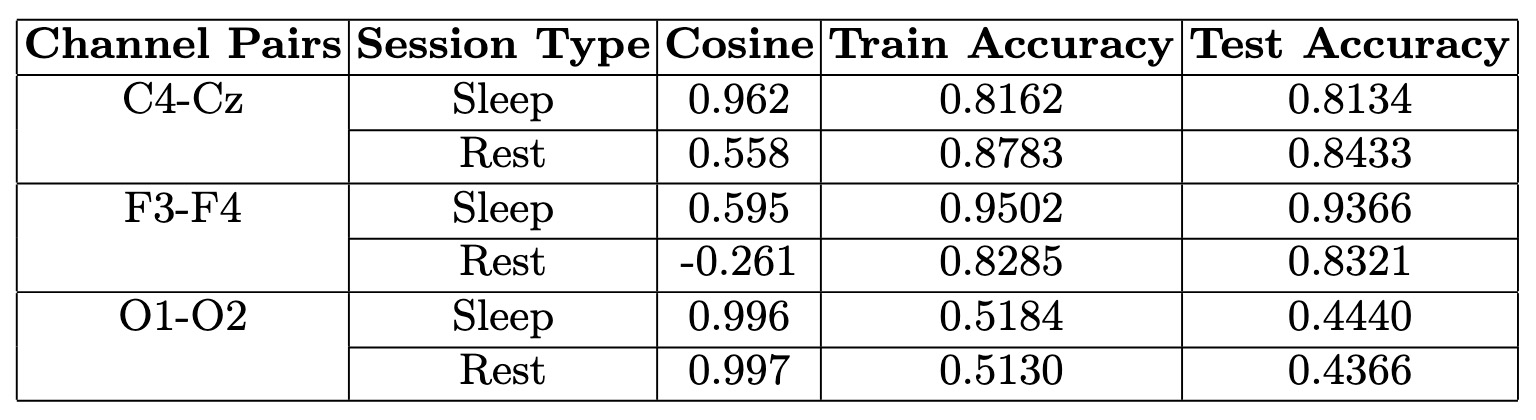 Channel Pairs Session Type Cosine Train Accuracy Test Accuracy
C4-Cz Sleep 0.962 0.8162 0.8134
Rest 0.558 0.8783 0.8433
F3-F4 Sleep 0.595 0.9502 0.9366
Rest -0.261 0.8285 0.8321
O1-O2 Sleep 0.996 0.5184 0.4440
Rest 0.997 0.5130 0.4366